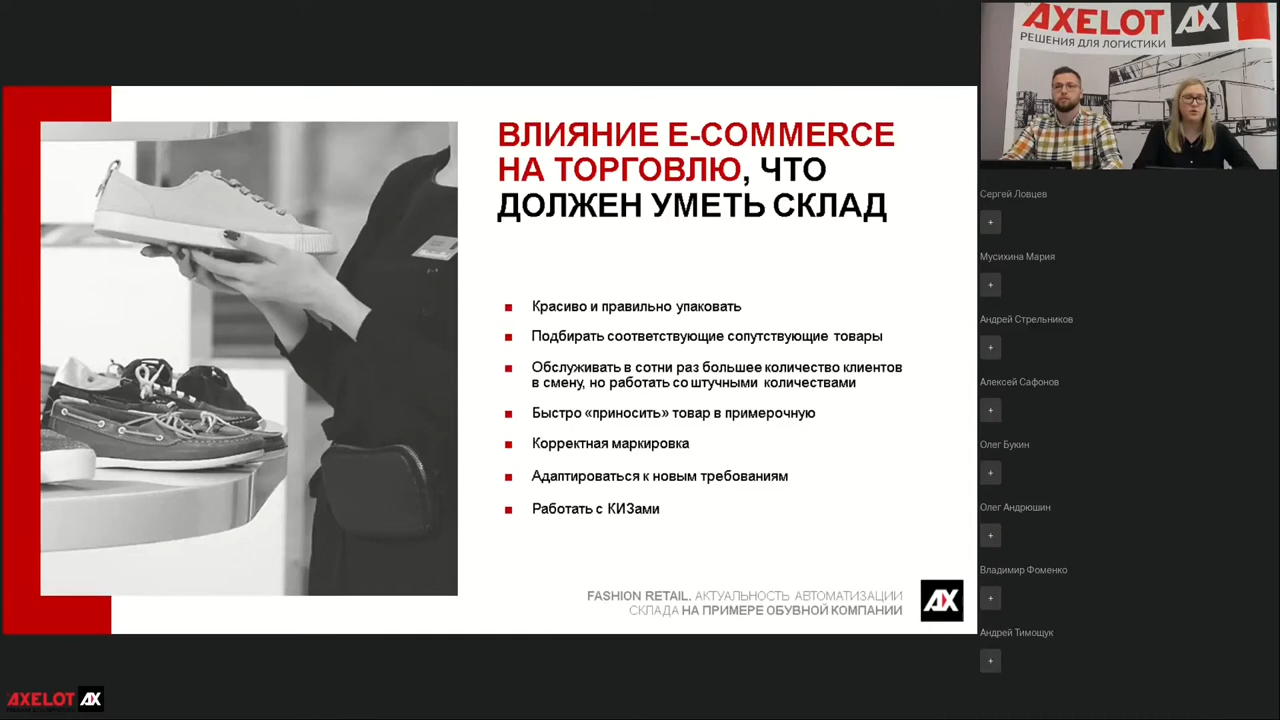 ВЛИЯНИЕ E-COMMERCE
НА ТОРГОВЛЮ, ЧТО
ДОЛЖЕН УМЕТЬ СКЛАД
Красиво и правильно упаковать
Подбирать соответствующие сопутствующие товары
Обслуживать в сотни раз большее количество клиентов
в смену, но работать со штучными количествами
Быстро «приносить» товар в примерочную
Корректная маркировка
Адаптироваться к новым требованиям
Работать с КИЗами
FASHION RETAIL. АКТУАЛЬНОСТЬ АВТОМАТИЗАЦИИ
СКЛАДА НА ПРИМЕРЕ ОБУВНОЙ КОМПАНИИ
AX
AXELOT AX
РЕШЕНИЯ ДЛЯ ЛОГИСТИКИ
Сергей Ловцев
+
Мусихина Мария
+
Андрей Стрельников
+
Алексей Сафонов
+
Олег Букин
+
Олег Андрюшин
+
Владимир Фоменко
+
Андрей Тимощук
+
AXELOT AX